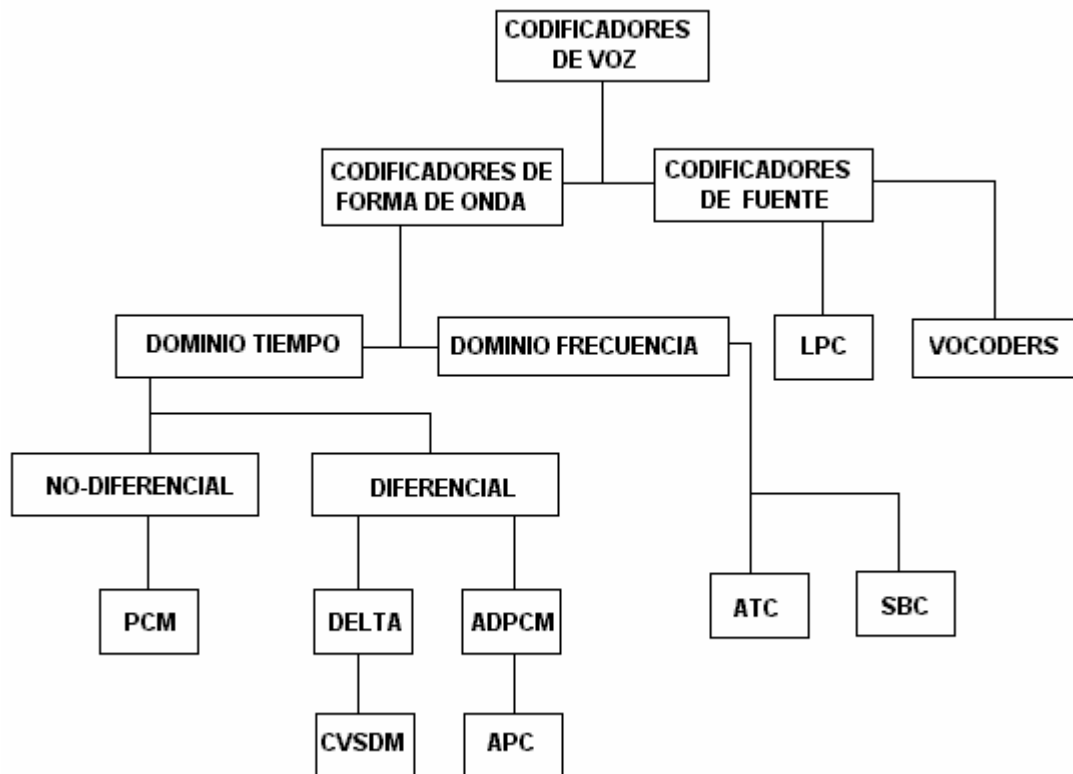 CODIFICADORES
DE VOZ
CODIFICADORES DE
FORMA DE ONDA
CODIFICADORES
DE FUENTE
DOMINIO TIEMPO
DOMINIO FRECUENCIA
LPC
VOCODERS
NO-DIFERENCIAL
DIFERENCIAL
PCM
DELTA
ADPCM
ATC
SBC
CVSDM
APC